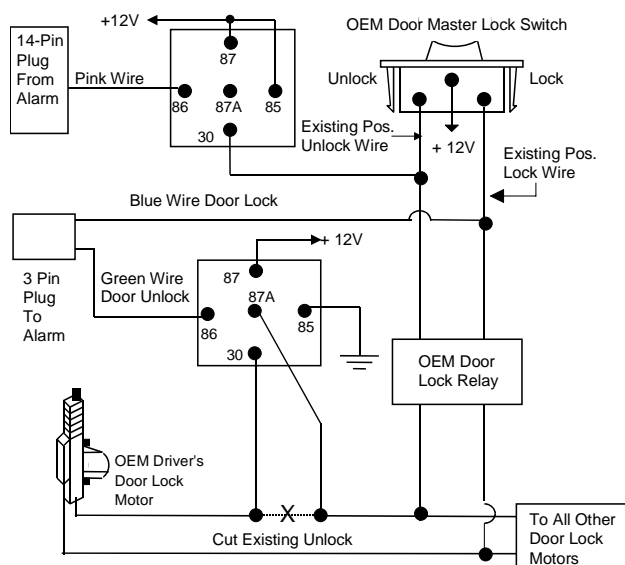 14-Pin
Plug
From
Alarm
+12V
Pink Wire
87
86
87A
85
30
OEM Door Master Lock Switch
Unlock
Lock
+ 12V
Existing Pos.
Unlock Wire
Existing Pos.
Lock Wire
Blue Wire Door Lock
3 Pin
Plug
To
Alarm
Green Wire
Door Unlock
+ 12V
87
87A
86
85
30
OEM Door
Lock Relay
OEM Driver's
Door Lock
Motor
X
Cut Existing Unlock
To All Other
Door Lock
Motors